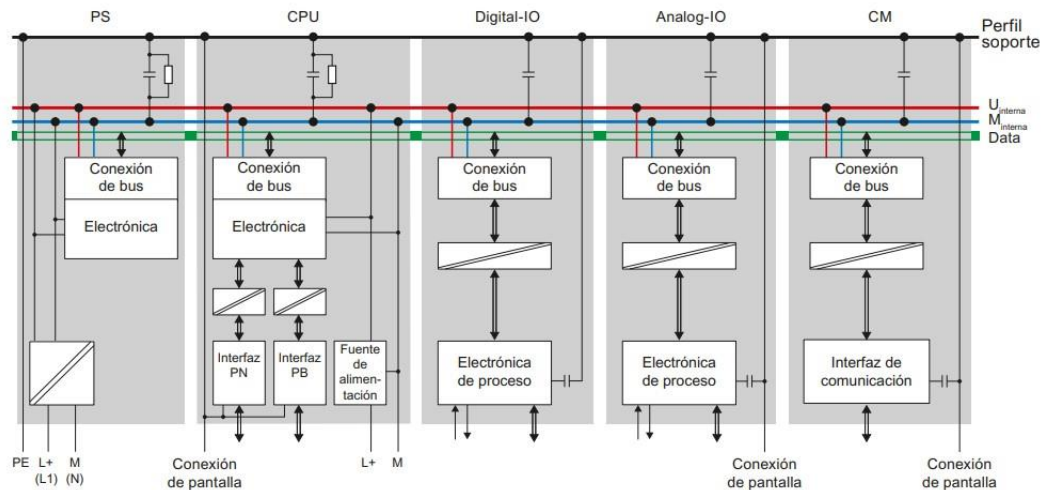 PS
CPU
Digital-IO
Analog-IO
CM
Perfil
soporte
U interna
M interna
Data
Conexión
de bus
Electrónica
Conexión
de bus
Electrónica
Conexión
de bus
Conexión
de bus
Conexión
de bus
Interfaz
PN
Interfaz
PB
Fuente
de
alimen-
tación
Electrónica
de proceso
Electrónica
de proceso
Interfaz de
comunicación
PE
L+
(L1)
M
(N)
Conexión
de pantalla
L+
M
Conexión
de pantalla
Conexión
de pantalla